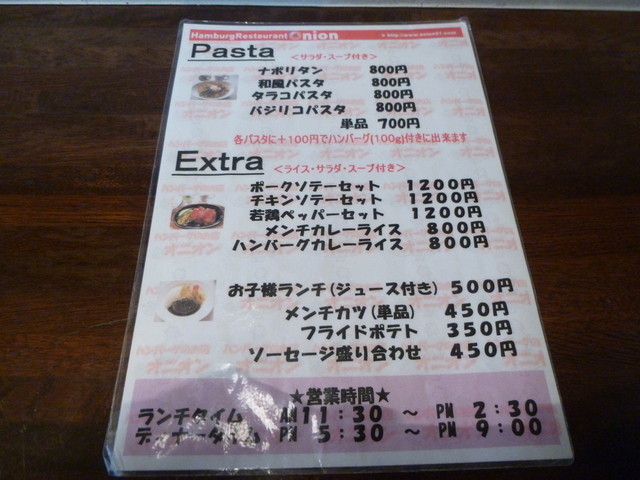 HamburgRestaurant Onion
Pasta
<サラダ・スープ付き>
ナポリタン 800円
和風パスタ 800円
タラコパスタ 800円
バジリコパスタ 800円
単品 700円
各パスタに+100円でハンバーグ(100g)付きに出来ます
Extra
<ライス・サラダ・スープ付き>
ポークソテーセット 1200円
チキンソテーセット 1200円
若鶏ペッパーセット 1200円
メンチカレーライス 800円
ハンバーグカレーライス 800円
お子様ランチ(ジュース付き) 500円
メンチカツ(単品) 450円
フライドポテト 350円
ソーセージ盛り合わせ 450円
★営業時間★
ランチタイム AM 11:30 ~ PM 2:30
ディナータイム PM 5:30 ~ PM 9:00